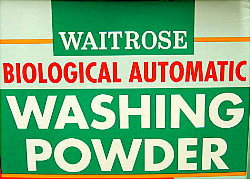 WAITROSE
BIOLOGICAL AUTOMATIC
WASHING
POWDER